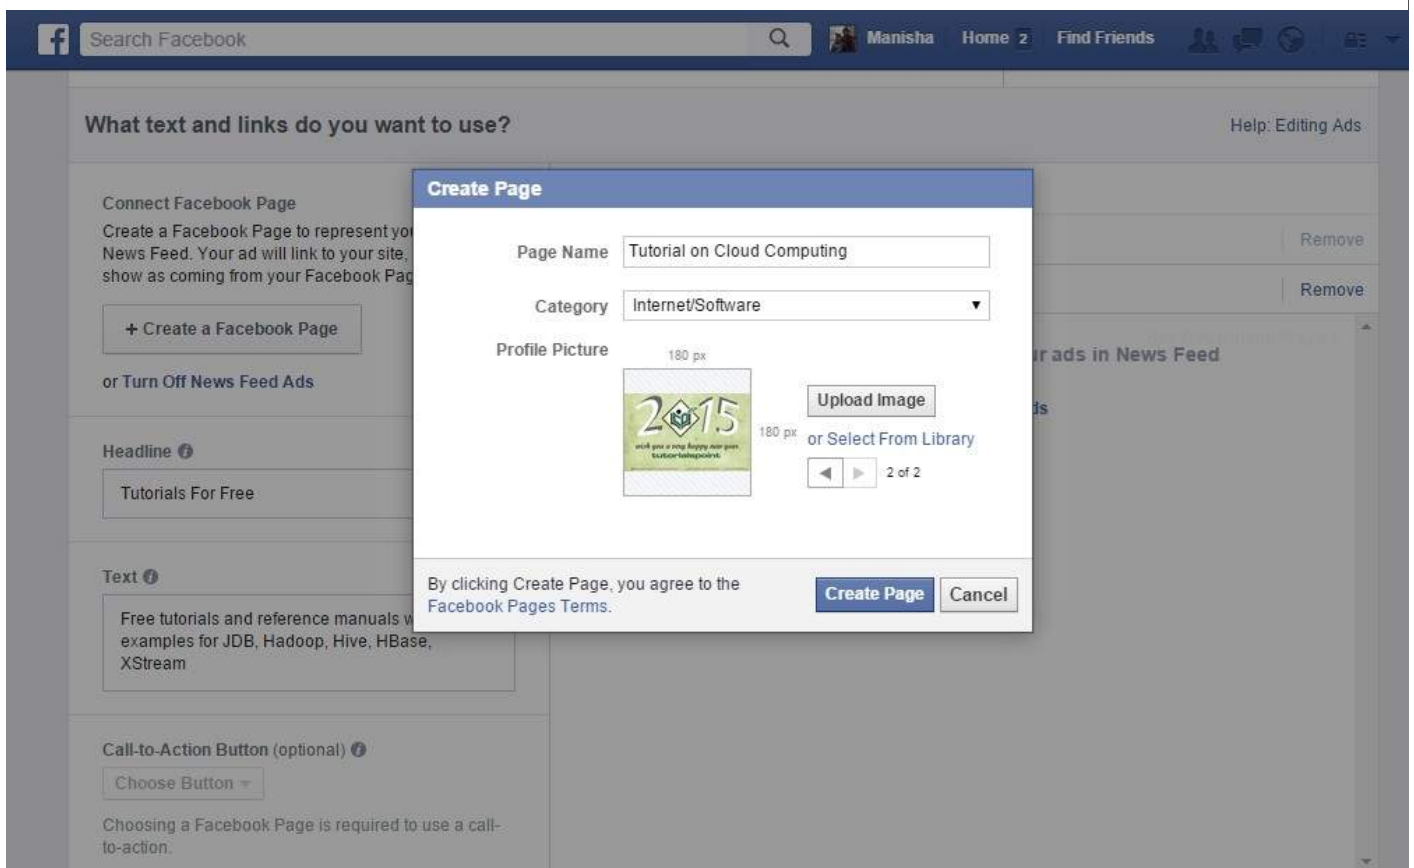 Search Facebook
Manisha
Home 2
Find Friends
What text and links do you want to use?
Help: Editing Ads
Connect Facebook Page
Create a Facebook Page to represent
News Feed. Your ad will link to your site,
show as coming from your Facebook
+ Create a Facebook Page
or Turn Off News Feed Ads
Headline
Tutorials For Free
Text
Free tutorials and reference manuals
examples for JDB, Hadoop, Hive, HBase,
XStream
Call-to-Action Button (optional)
Choose Button
Choosing a Facebook Page is required to use a call-
to-action.
Create Page
Page Name
Tutorial on Cloud Computing
Category
Internet/Software
Profile Picture
180 px
2015
wish you a very happy new year
tutorialspoint
180 px
Upload Image
or Select From Library
2 of 2
By clicking Create Page, you agree to the
Facebook Pages Terms.
Create Page
Cancel
Remove
Remove
ads in News Feed